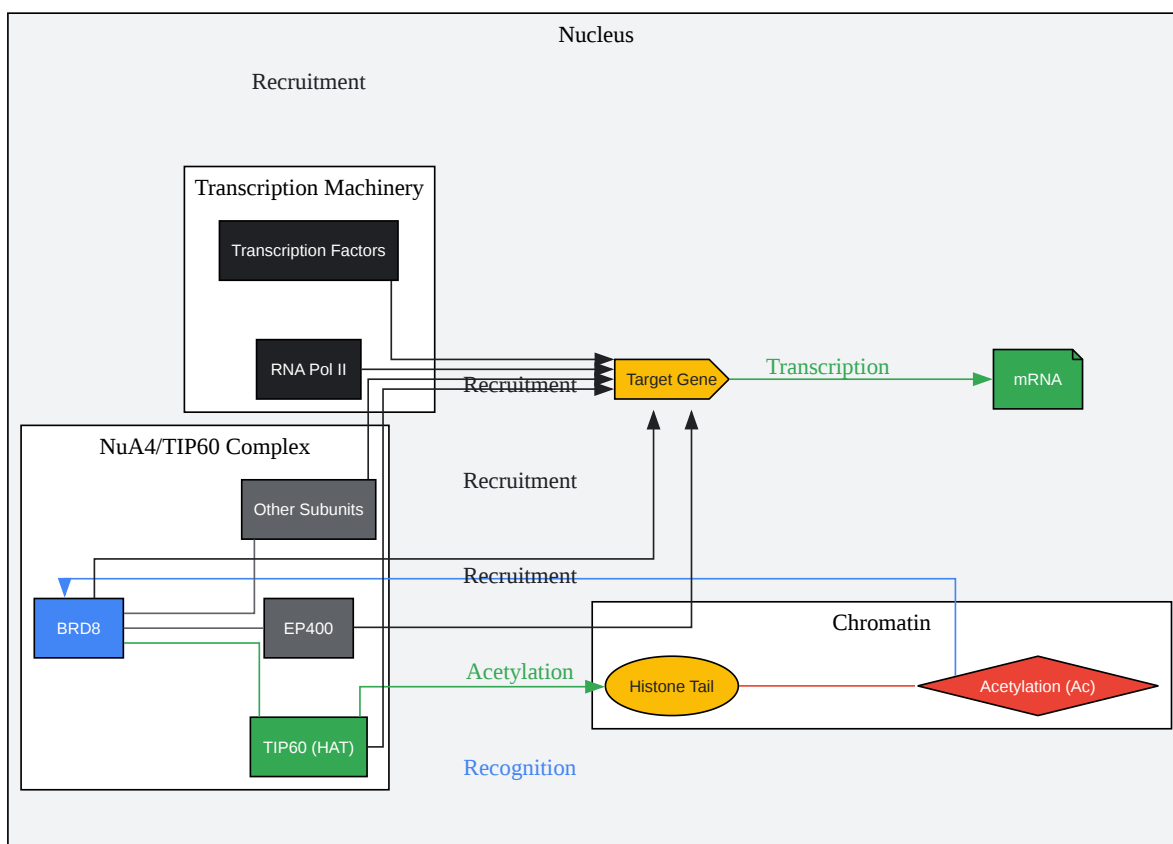 Nucleus
Recruitment
Transcription Machinery
Transcription Factors
RNA Pol II
Recruitment
Target Gene
Transcription
mRNA
NuA4/TIP60 Complex
Other Subunits
Recruitment
Recruitment
BRD8
EP400
Chromatin
Acetylation
Histone Tail
Acetylation (Ac)
TIP60 (HAT)
Recognition